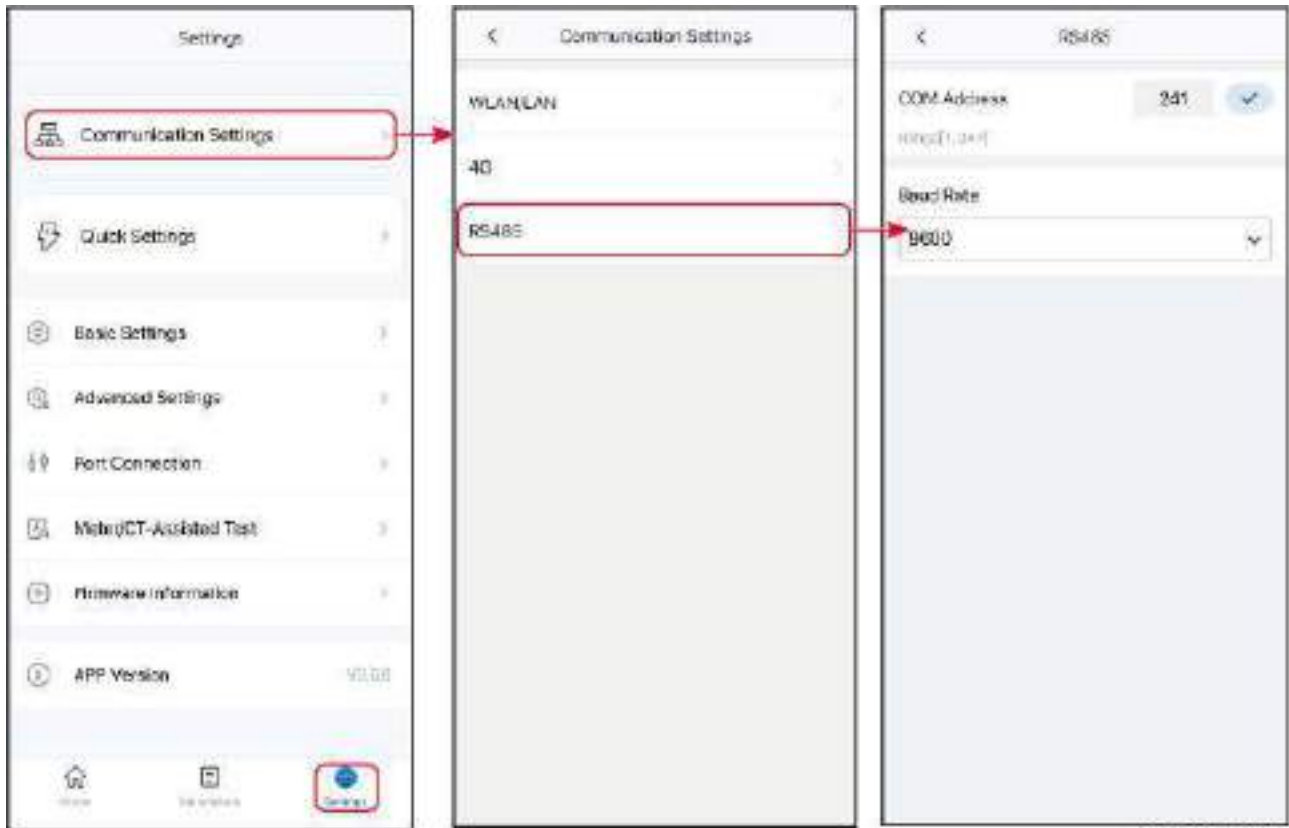 Settings
Communication Settings
Quick Settings
Basic Settings
Advanced Settings
Port Connection
Meter/CT-Assisted Test
Firmware Information
APP Version
Home
Settings
Communication Settings
WLAN/LAN
4G
RS485
RS485
COM Address 241
Baud Rate
9600